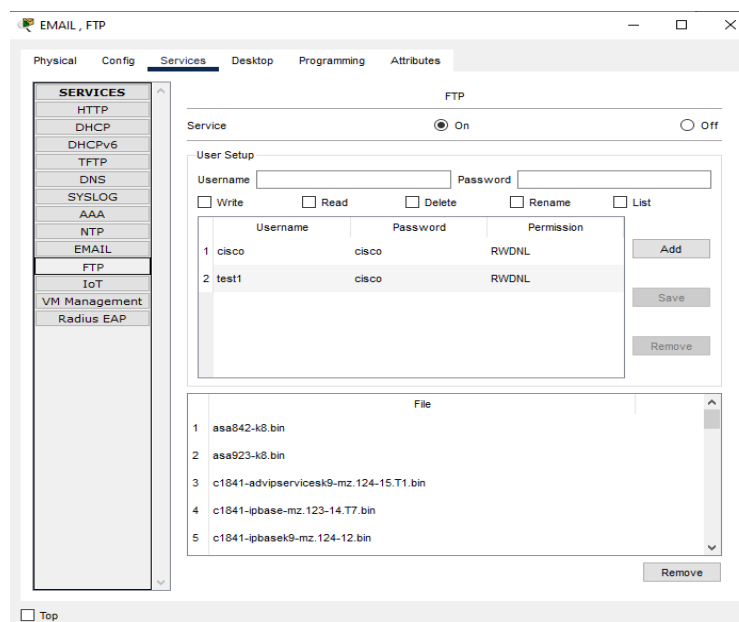 EMAIL , FTP
Physical Config Services Desktop Programming Attributes
SERVICES
HTTP
DHCP
DHCPv6
TFTP
DNS
SYSLOG
AAA
NTP
EMAIL
FTP
IoT
VM Management
Radius EAP
FTP
Service On Off
User Setup
Username Password
Write Read Delete Rename List
Username Password Permission
1 cisco cisco RWDNL
2 test1 cisco RWDNL
Add
Save
Remove
File
1 asa842-k8.bin
2 asa923-k8.bin
3 c1841-advipservicesk9-mz.124-15.T1.bin
4 c1841-ipbase-mz.123-14.T7.bin
5 c1841-ipbasek9-mz.124-12.bin
Remove
Top